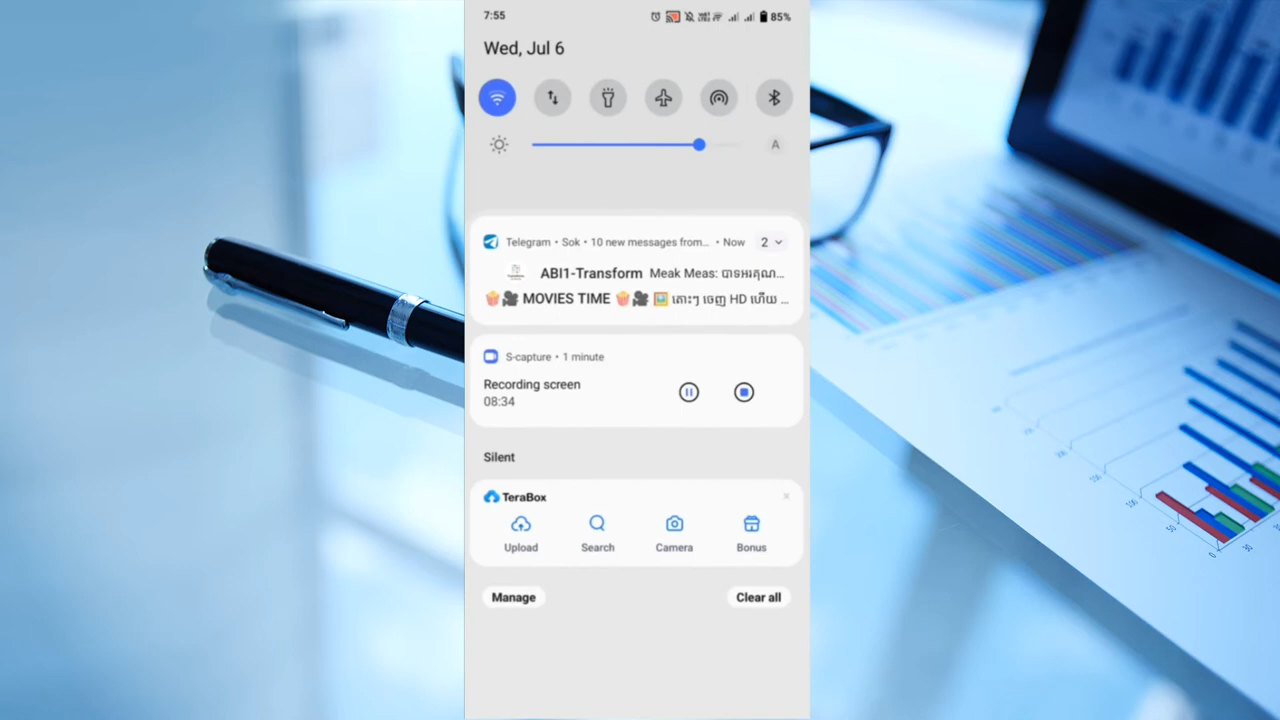 7:55
85%
Wed, Jul 6
A
Telegram • Sok • 10 new messages from... • Now 2
ABI1-Transform Meak Meas: បាទអរគុណ...
🍿🎥 MOVIES TIME 🍿🎥 🖼️ តោះៗ ចេញ HD ហើយ ...
S-capture • 1 minute
Recording screen
08:34
Silent
TeraBox
Upload Search Camera Bonus
Manage Clear all